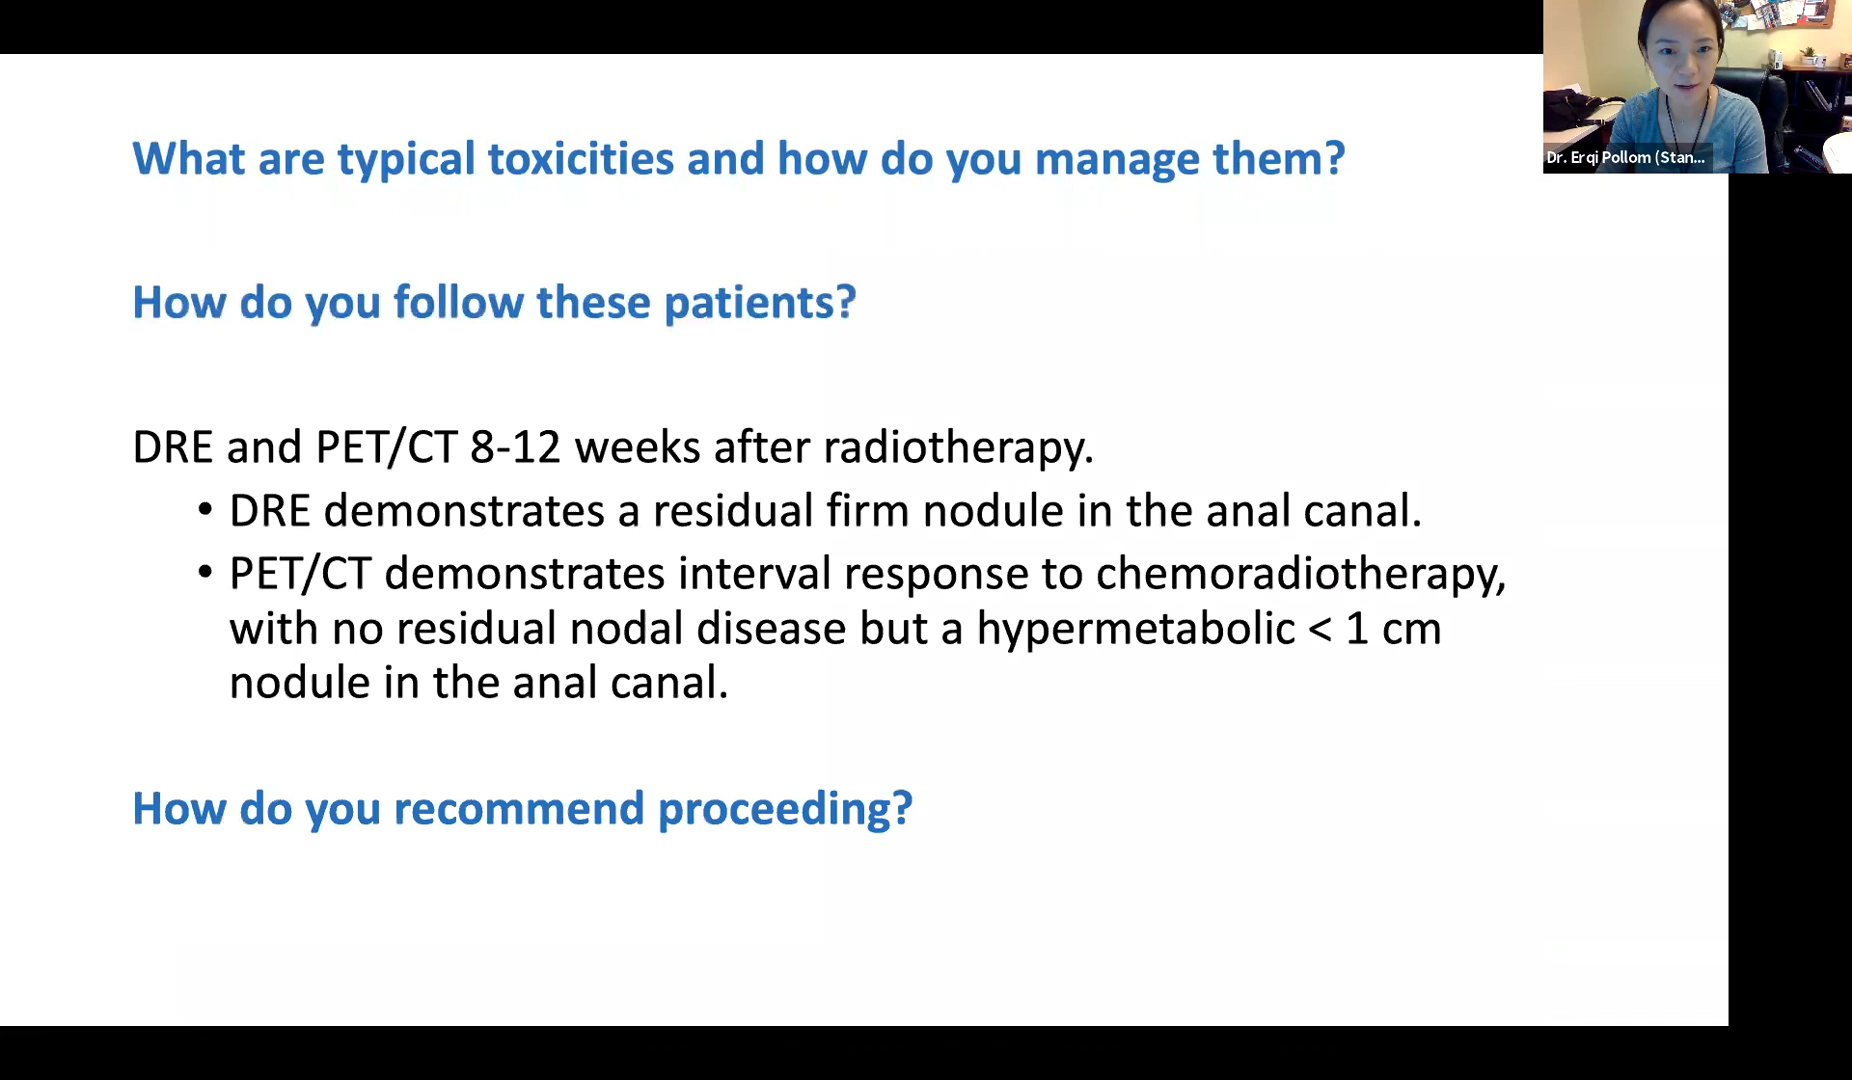 Dr. Erqi Pollom (Stan...
What are typical toxicities and how do you manage them?
How do you follow these patients?
DRE and PET/CT 8-12 weeks after radiotherapy.
• DRE demonstrates a residual firm nodule in the anal canal.
• PET/CT demonstrates interval response to chemoradiotherapy,
with no residual nodal disease but a hypermetabolic < 1 cm
nodule in the anal canal.
How do you recommend proceeding?